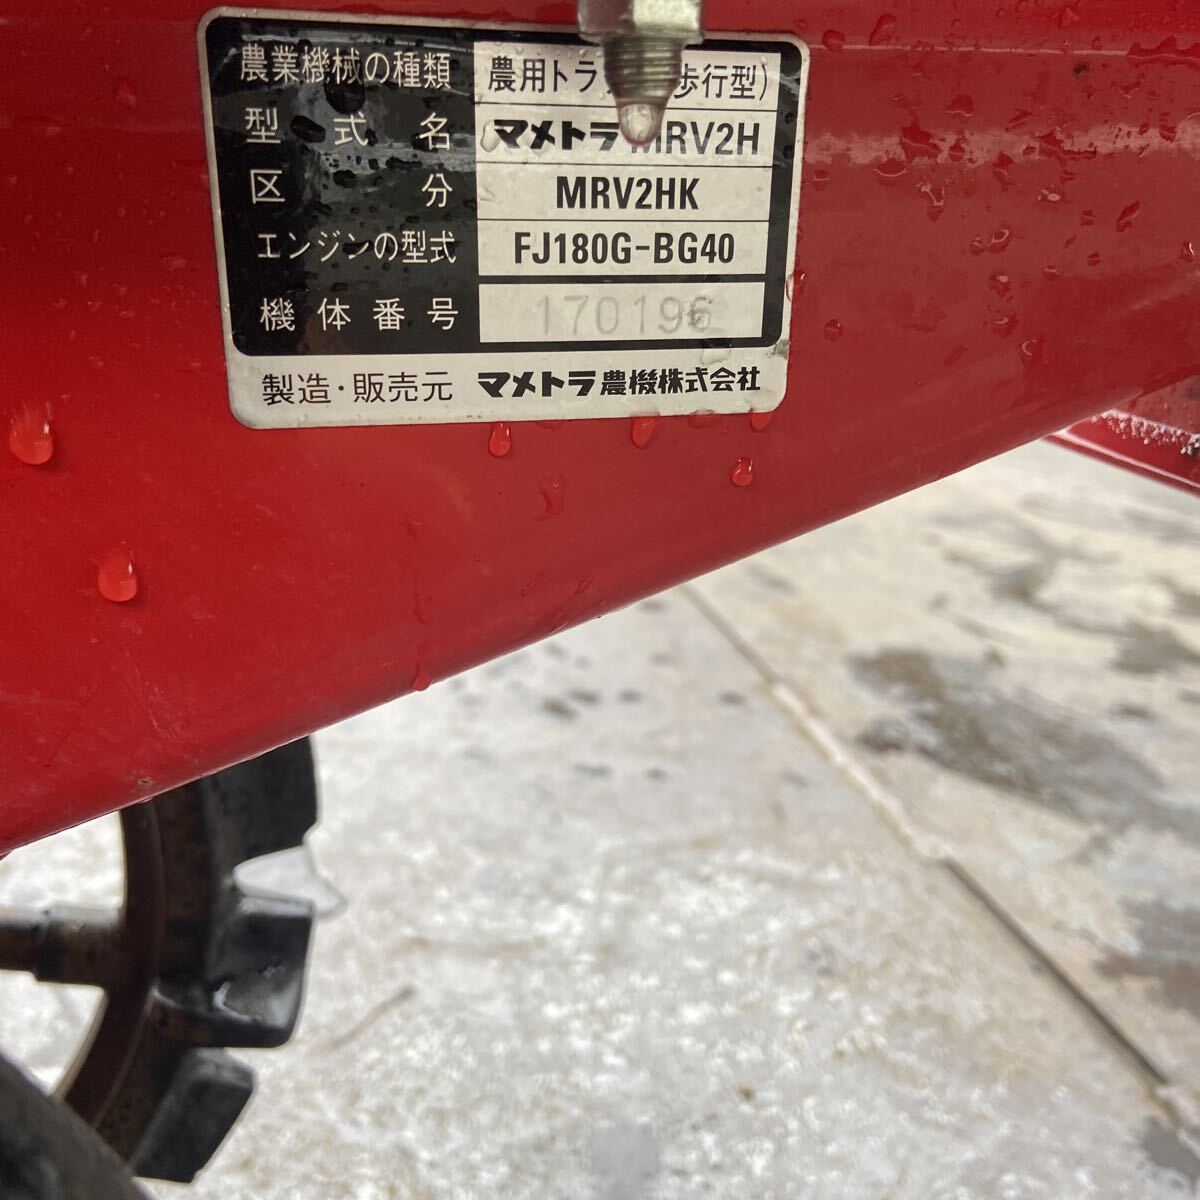 農業機械の種類 農用トラ 歩行型)
型式名 マメトラ MRV2H
区分 MRV2HK
エンジンの型式 FJ180G-BG40
機体番号 170196
製造・販売元 マメトラ農機株式会社